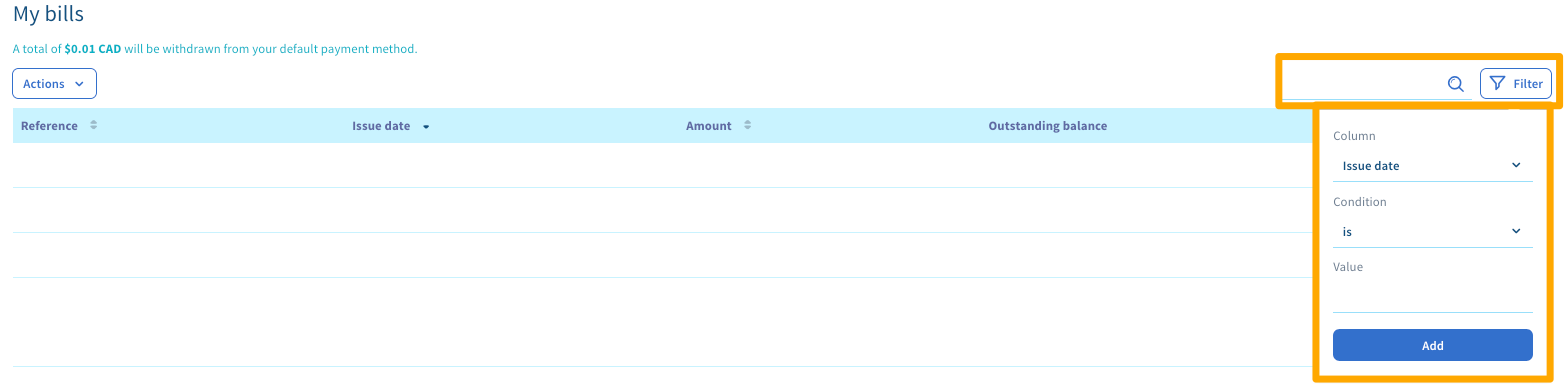 My bills
A total of $0.01 CAD will be withdrawn from your default payment method.
Actions
Filter
Reference Issue date Amount Outstanding balance
Column
Issue date
Condition
is
Value
Add